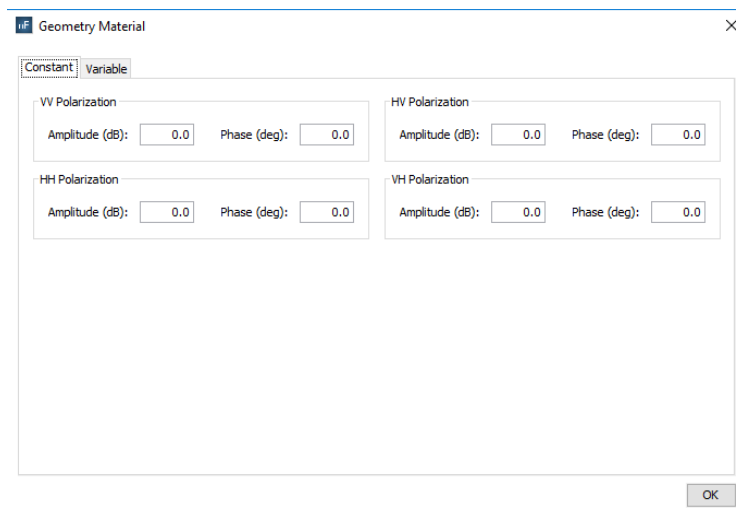 nF Geometry Material
Constant Variable
VV Polarization HV Polarization
Amplitude (dB): 0.0 Phase (deg): 0.0 Amplitude (dB): 0.0 Phase (deg): 0.0
HH Polarization VH Polarization
Amplitude (dB): 0.0 Phase (deg): 0.0 Amplitude (dB): 0.0 Phase (deg): 0.0
OK